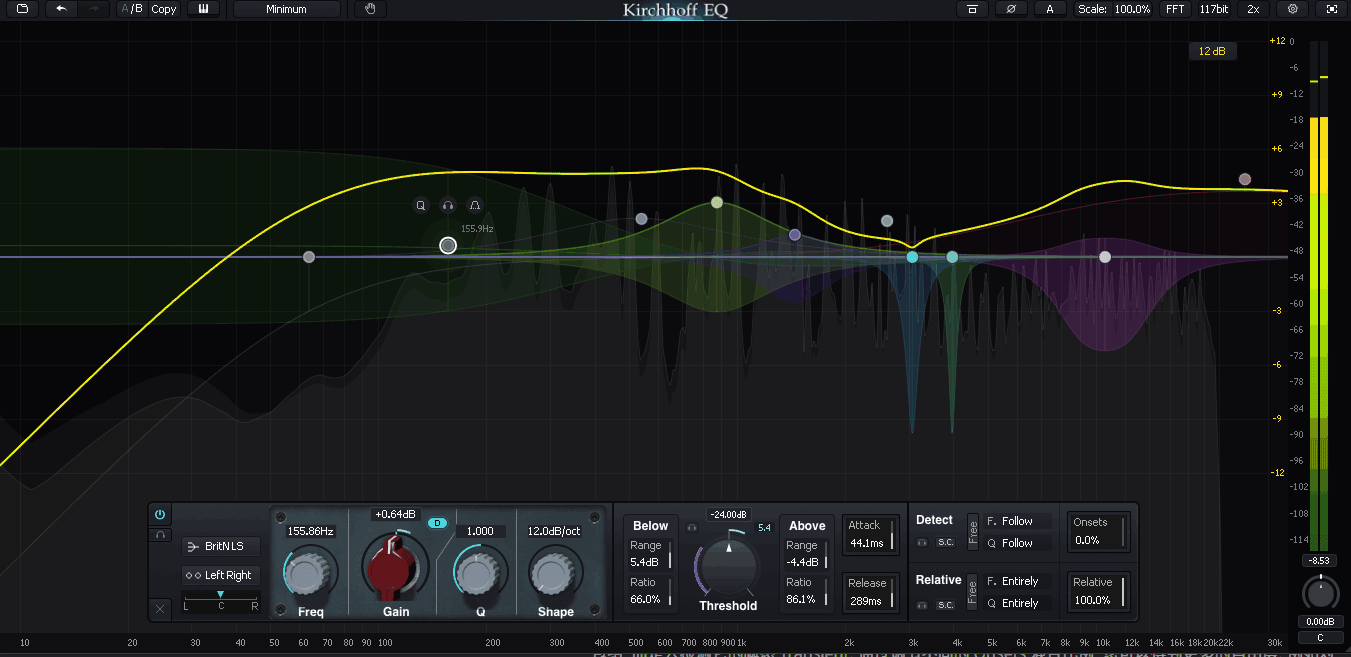 A/B Copy Minimum Kirchhoff EQ A Scale: 100.0% FFT 117bit 2x
12 dB
+12 0
-6
+9 -12
-18
-24
+6 -30
-36
+3 -42
-48
-54
-60
-3 -66
-72
-6 -78
-84
-9 -90
-96
-12 -102
-108
-114
Q
155.9Hz
155.86Hz
+0.64dB
D
1.000
12.0dB/oct
BritNLS
Left Right
L C R
Freq Gain Q Shape
Below
Range
5.4dB
Ratio
66.0%
-24.00dB
5.4
Threshold
Above
Range
-4.4dB
Ratio
86.1%
Attack
44.1ms
Release
289ms
Detect
S.C.
Free
F. Follow
Q Follow
Relative
S.C.
Free
F. Entirely
Q Entirely
Onsets
0.0%
Relative
100.0%
-8.53
0.00dB
C
10 20 30 40 50 60 70 80 90 100 200 300 400 500 600 700 800 900 1k 2k 3k 4k 5k 6k 7k 8k 9k 10k 12k 14k 16k 18k 20k 22k 30k